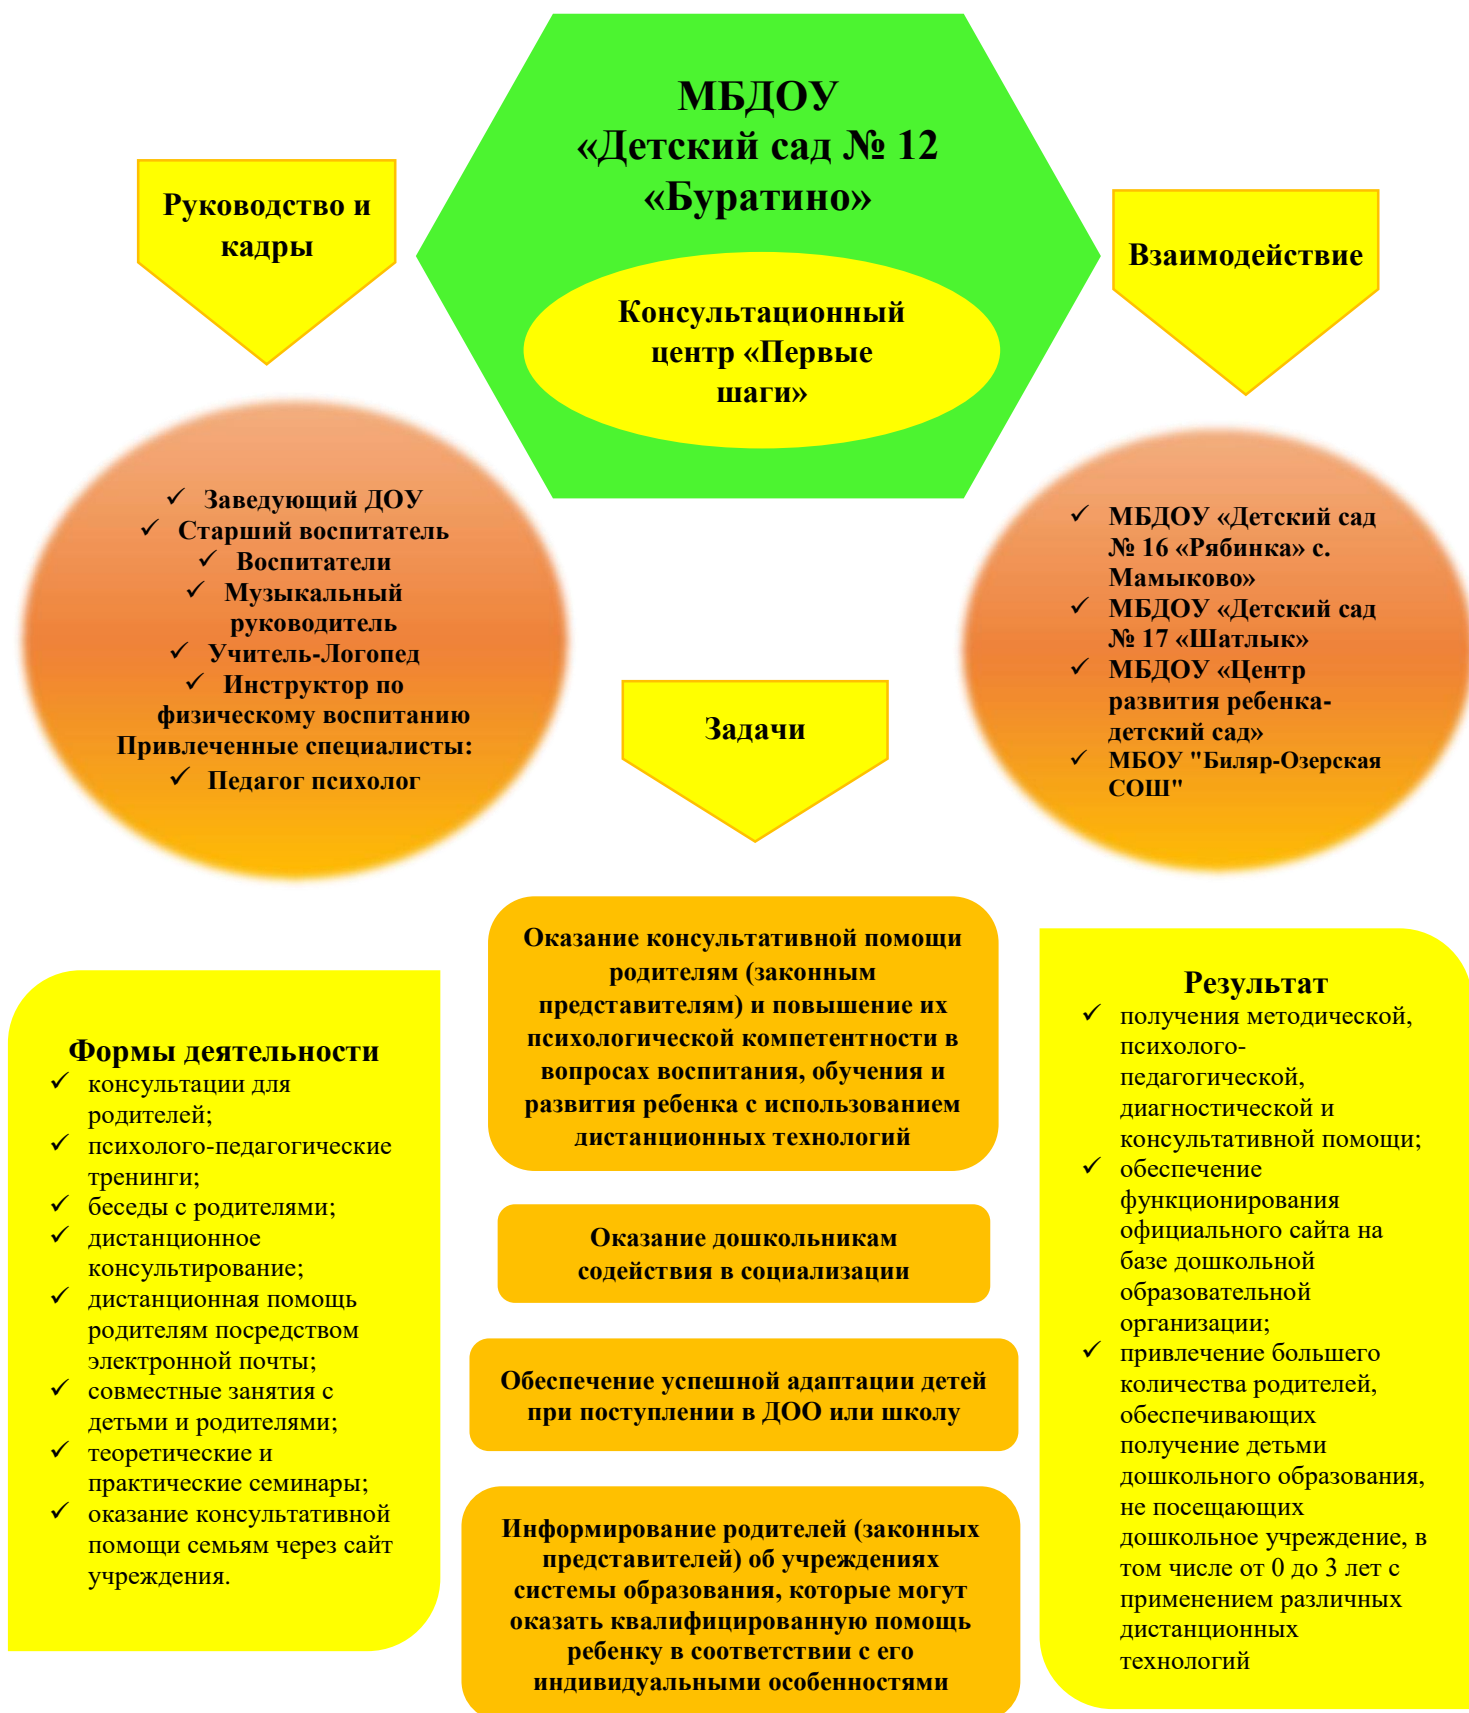 МБДОУ
«Детский сад № 12
«Буратино»
Консультационный
центр «Первые
шаги»
Руководство и
кадры
Взаимодействие
✓ Заведующий ДОУ
✓ Старший воспитатель
✓ Воспитатели
✓ Музыкальный
руководитель
✓ Учитель-Логопед
✓ Инструктор по
физическому воспитанию
Привлеченные специалисты:
✓ Педагог психолог
✓ МБДОУ «Детский сад
№ 16 «Рябинка» с.
Мамыково»
✓ МБДОУ «Детский сад
№ 17 «Шатлык»
✓ МБДОУ «Центр
развития ребенка-
детский сад»
✓ МБОУ "Биляр-Озерская
СОШ"
Задачи
Оказание консультативной помощи
родителям (законным
представителям) и повышение их
психологической компетентности в
вопросах воспитания, обучения и
развития ребенка с использованием
дистанционных технологий
Оказание дошкольникам
содействия в социализации
Обеспечение успешной адаптации детей
при поступлении в ДОО или школу
Информирование родителей (законных
представителей) об учреждениях
системы образования, которые могут
оказать квалифицированную помощь
ребенку в соответствии с его
индивидуальными особенностями
Формы деятельности
✓ консультации для
родителей;
✓ психолого-педагогические
тренинги;
✓ беседы с родителями;
✓ дистанционное
консультирование;
✓ дистанционная помощь
родителям посредством
электронной почты;
✓ совместные занятия с
детьми и родителями;
✓ теоретические и
практические семинары;
✓ оказание консультативной
помощи семьям через сайт
учреждения.
Результат
✓ получения методической,
психолого-
педагогической,
диагностической и
консультативной помощи;
✓ обеспечение
функционирования
официального сайта на
базе дошкольной
образовательной
организации;
✓ привлечение большего
количества родителей,
обеспечивающих
получение детьми
дошкольного образования,
не посещающих
дошкольное учреждение, в
том числе от 0 до 3 лет с
применением различных
дистанционных
технологий